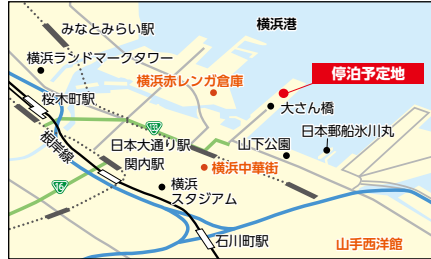 横浜港
みなとみらい駅
横浜ランドマークタワー
停泊予定地
横浜赤レンガ倉庫
桜木町駅
大さん橋
根岸線
日本大通り駅
山下公園
日本郵船氷川丸
関内駅
横浜中華街
16
横浜
スタジアム
石川町駅
山手西洋館